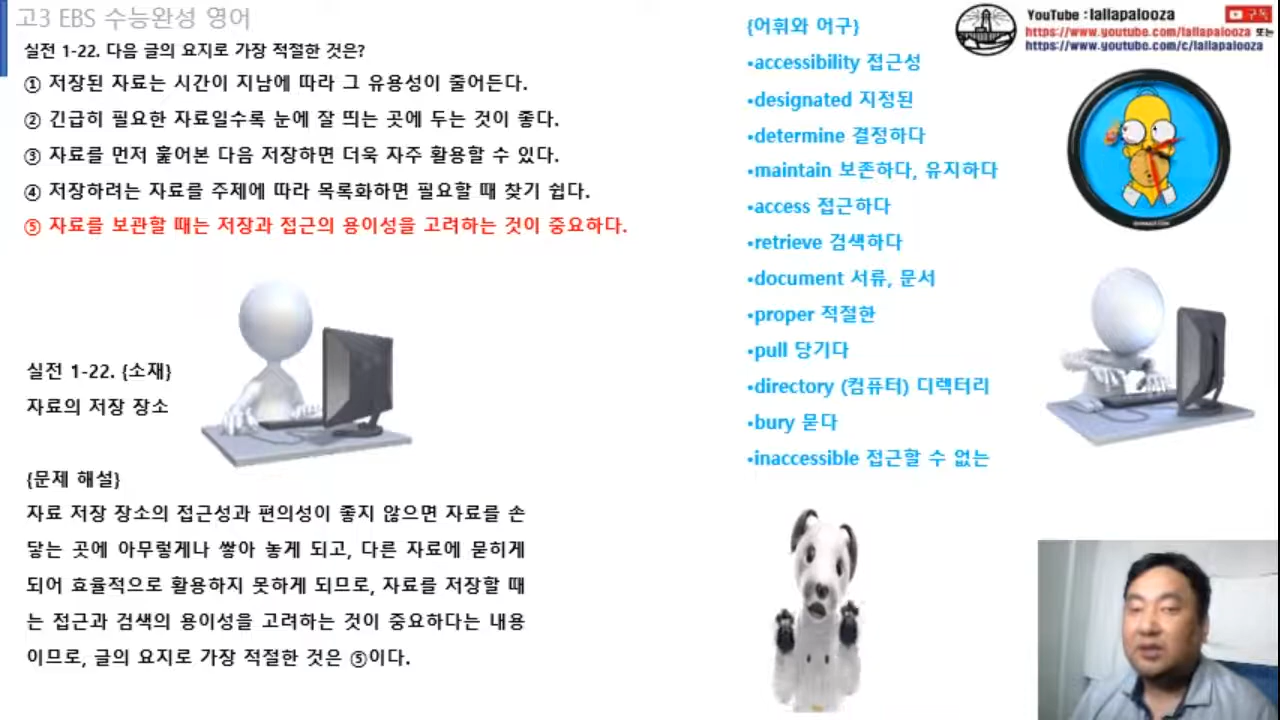 고3 EBS 수능완성 영어
실전 1-22. 다음 글의 요지로 가장 적절한 것은?
① 저장된 자료는 시간이 지남에 따라 그 유용성이 줄어든다.
② 긴급히 필요한 자료일수록 눈에 잘 띄는 곳에 두는 것이 좋다.
③ 자료를 먼저 훑어본 다음 저장하면 더욱 자주 활용할 수 있다.
④ 저장하려는 자료를 주제에 따라 목록화하면 필요할 때 찾기 쉽다.
⑤ 자료를 보관할 때는 저장과 접근의 용이성을 고려하는 것이 중요하다.
실전 1-22. {소재}
자료의 저장 장소
{문제 해설}
자료 저장 장소의 접근성과 편의성이 좋지 않으면 자료를 손
닿는 곳에 아무렇게나 쌓아 놓게 되고, 다른 자료에 묻히게
되어 효율적으로 활용하지 못하게 되므로, 자료를 저장할 때
는 접근과 검색의 용이성을 고려하는 것이 중요하다는 내용
이므로, 글의 요지로 가장 적절한 것은 ⑤이다.
{어휘와 어구}
•accessibility 접근성
•designated 지정된
•determine 결정하다
•maintain 보존하다, 유지하다
•access 접근하다
•retrieve 검색하다
•document 서류, 문서
•proper 적절한
•pull 당기다
•directory (컴퓨터) 디렉터리
•bury 묻다
•inaccessible 접근할 수 없는
YouTube : lallapalooza
구독
https://www.youtube.com/lallapalooza 또는
https://www.youtube.com/c/lallapalooza